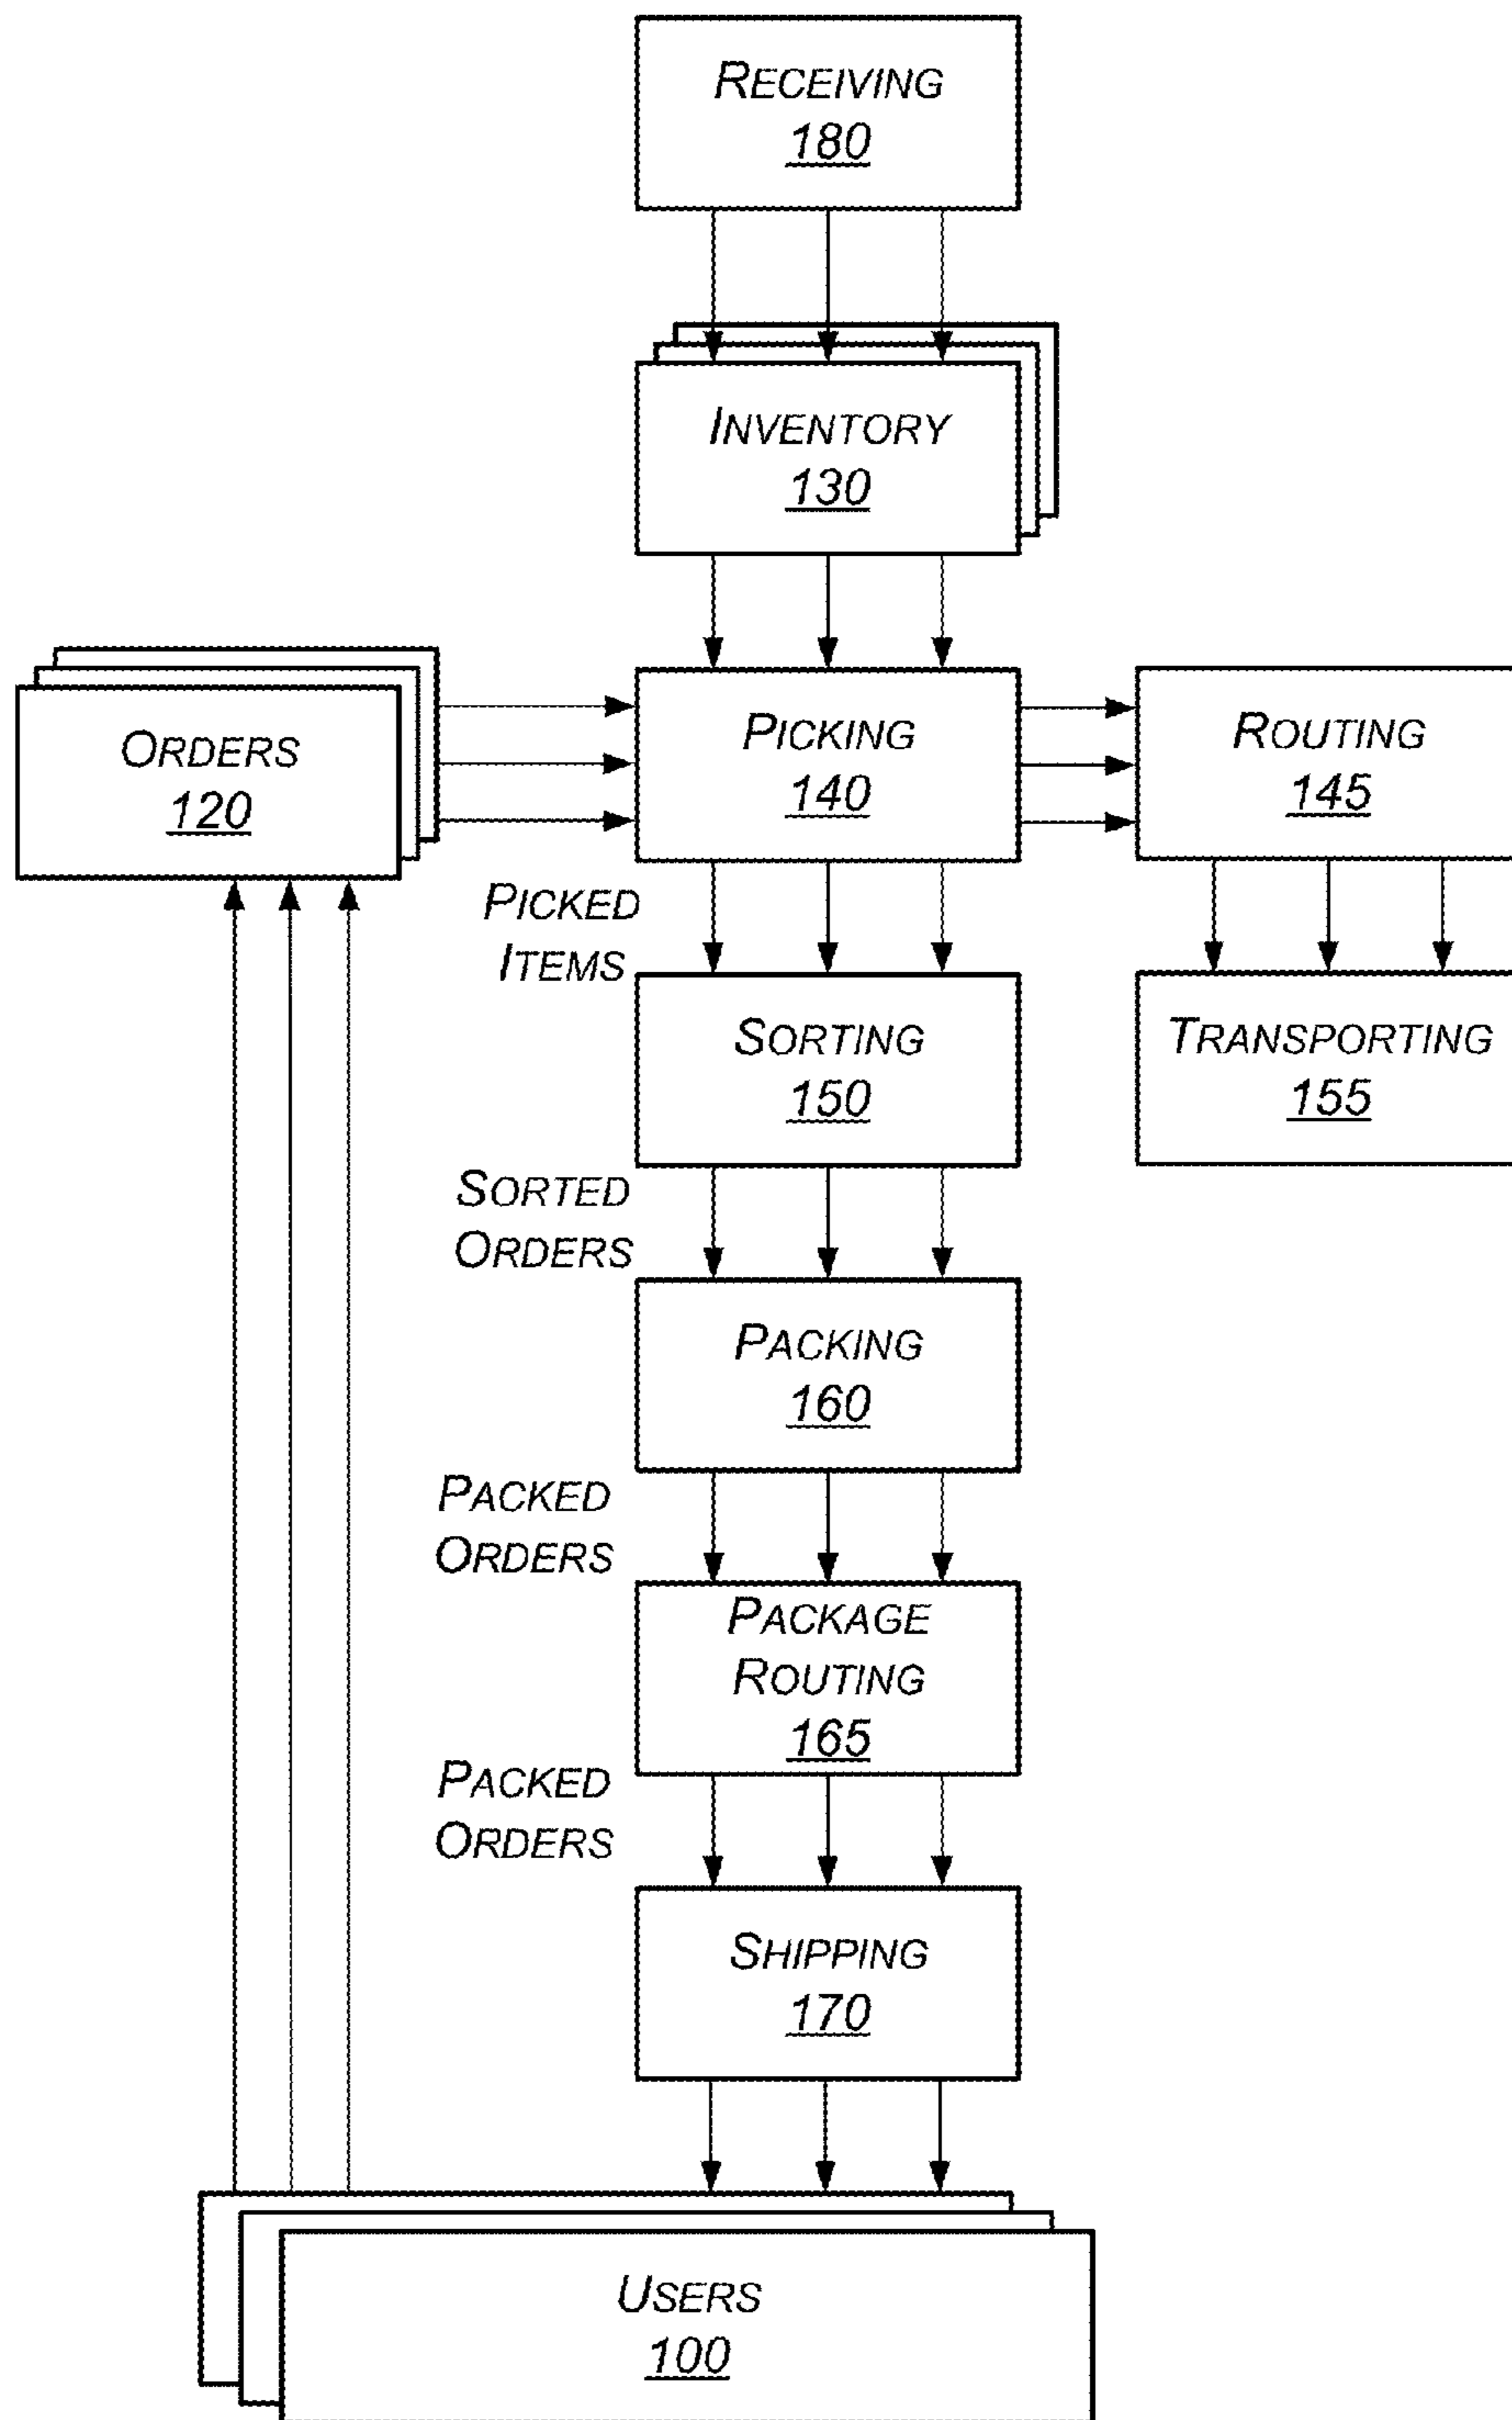 RECEIVING
180
INVENTORY
130
ORDERS
120
PICKING
140
ROUTING
145
PICKED
ITEMS
SORTING
150
TRANSPORTING
155
SORTED
ORDERS
PACKING
160
PACKED
ORDERS
PACKAGE
ROUTING
165
PACKED
ORDERS
SHIPPING
170
USERS
100